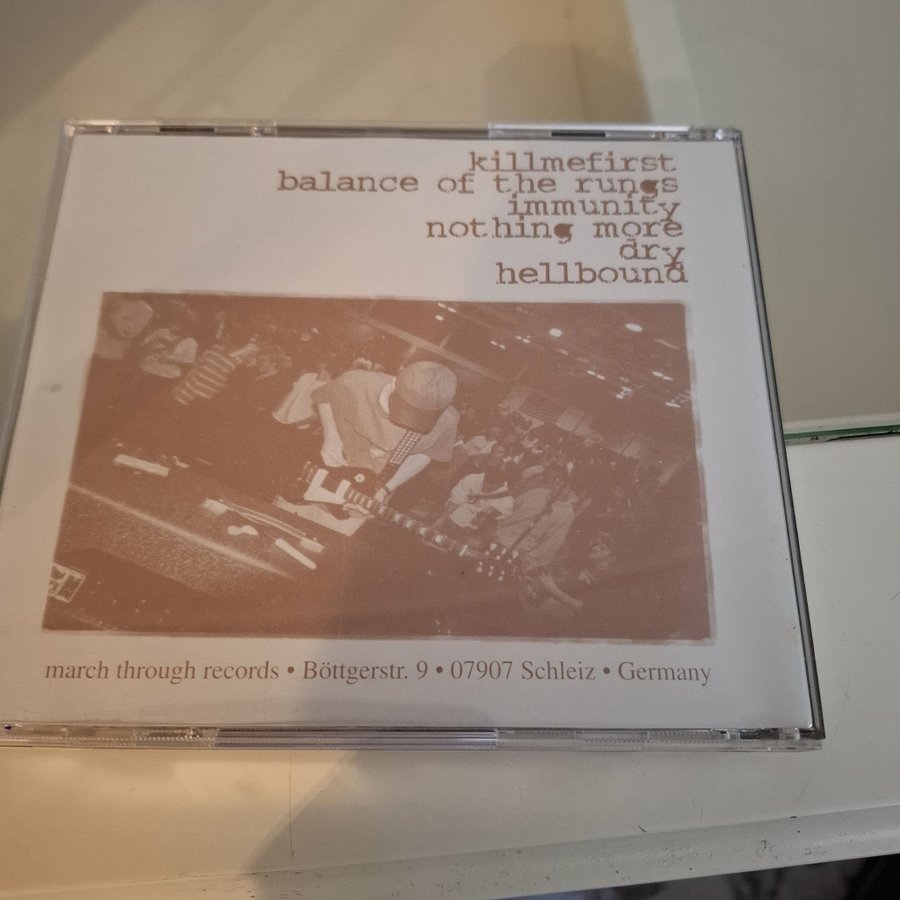 killmefirst
balance of the rungs
immunity
nothing more
dry
hellbound
march through records • Böttgerstr. 9 • 07907 Schleiz • Germany